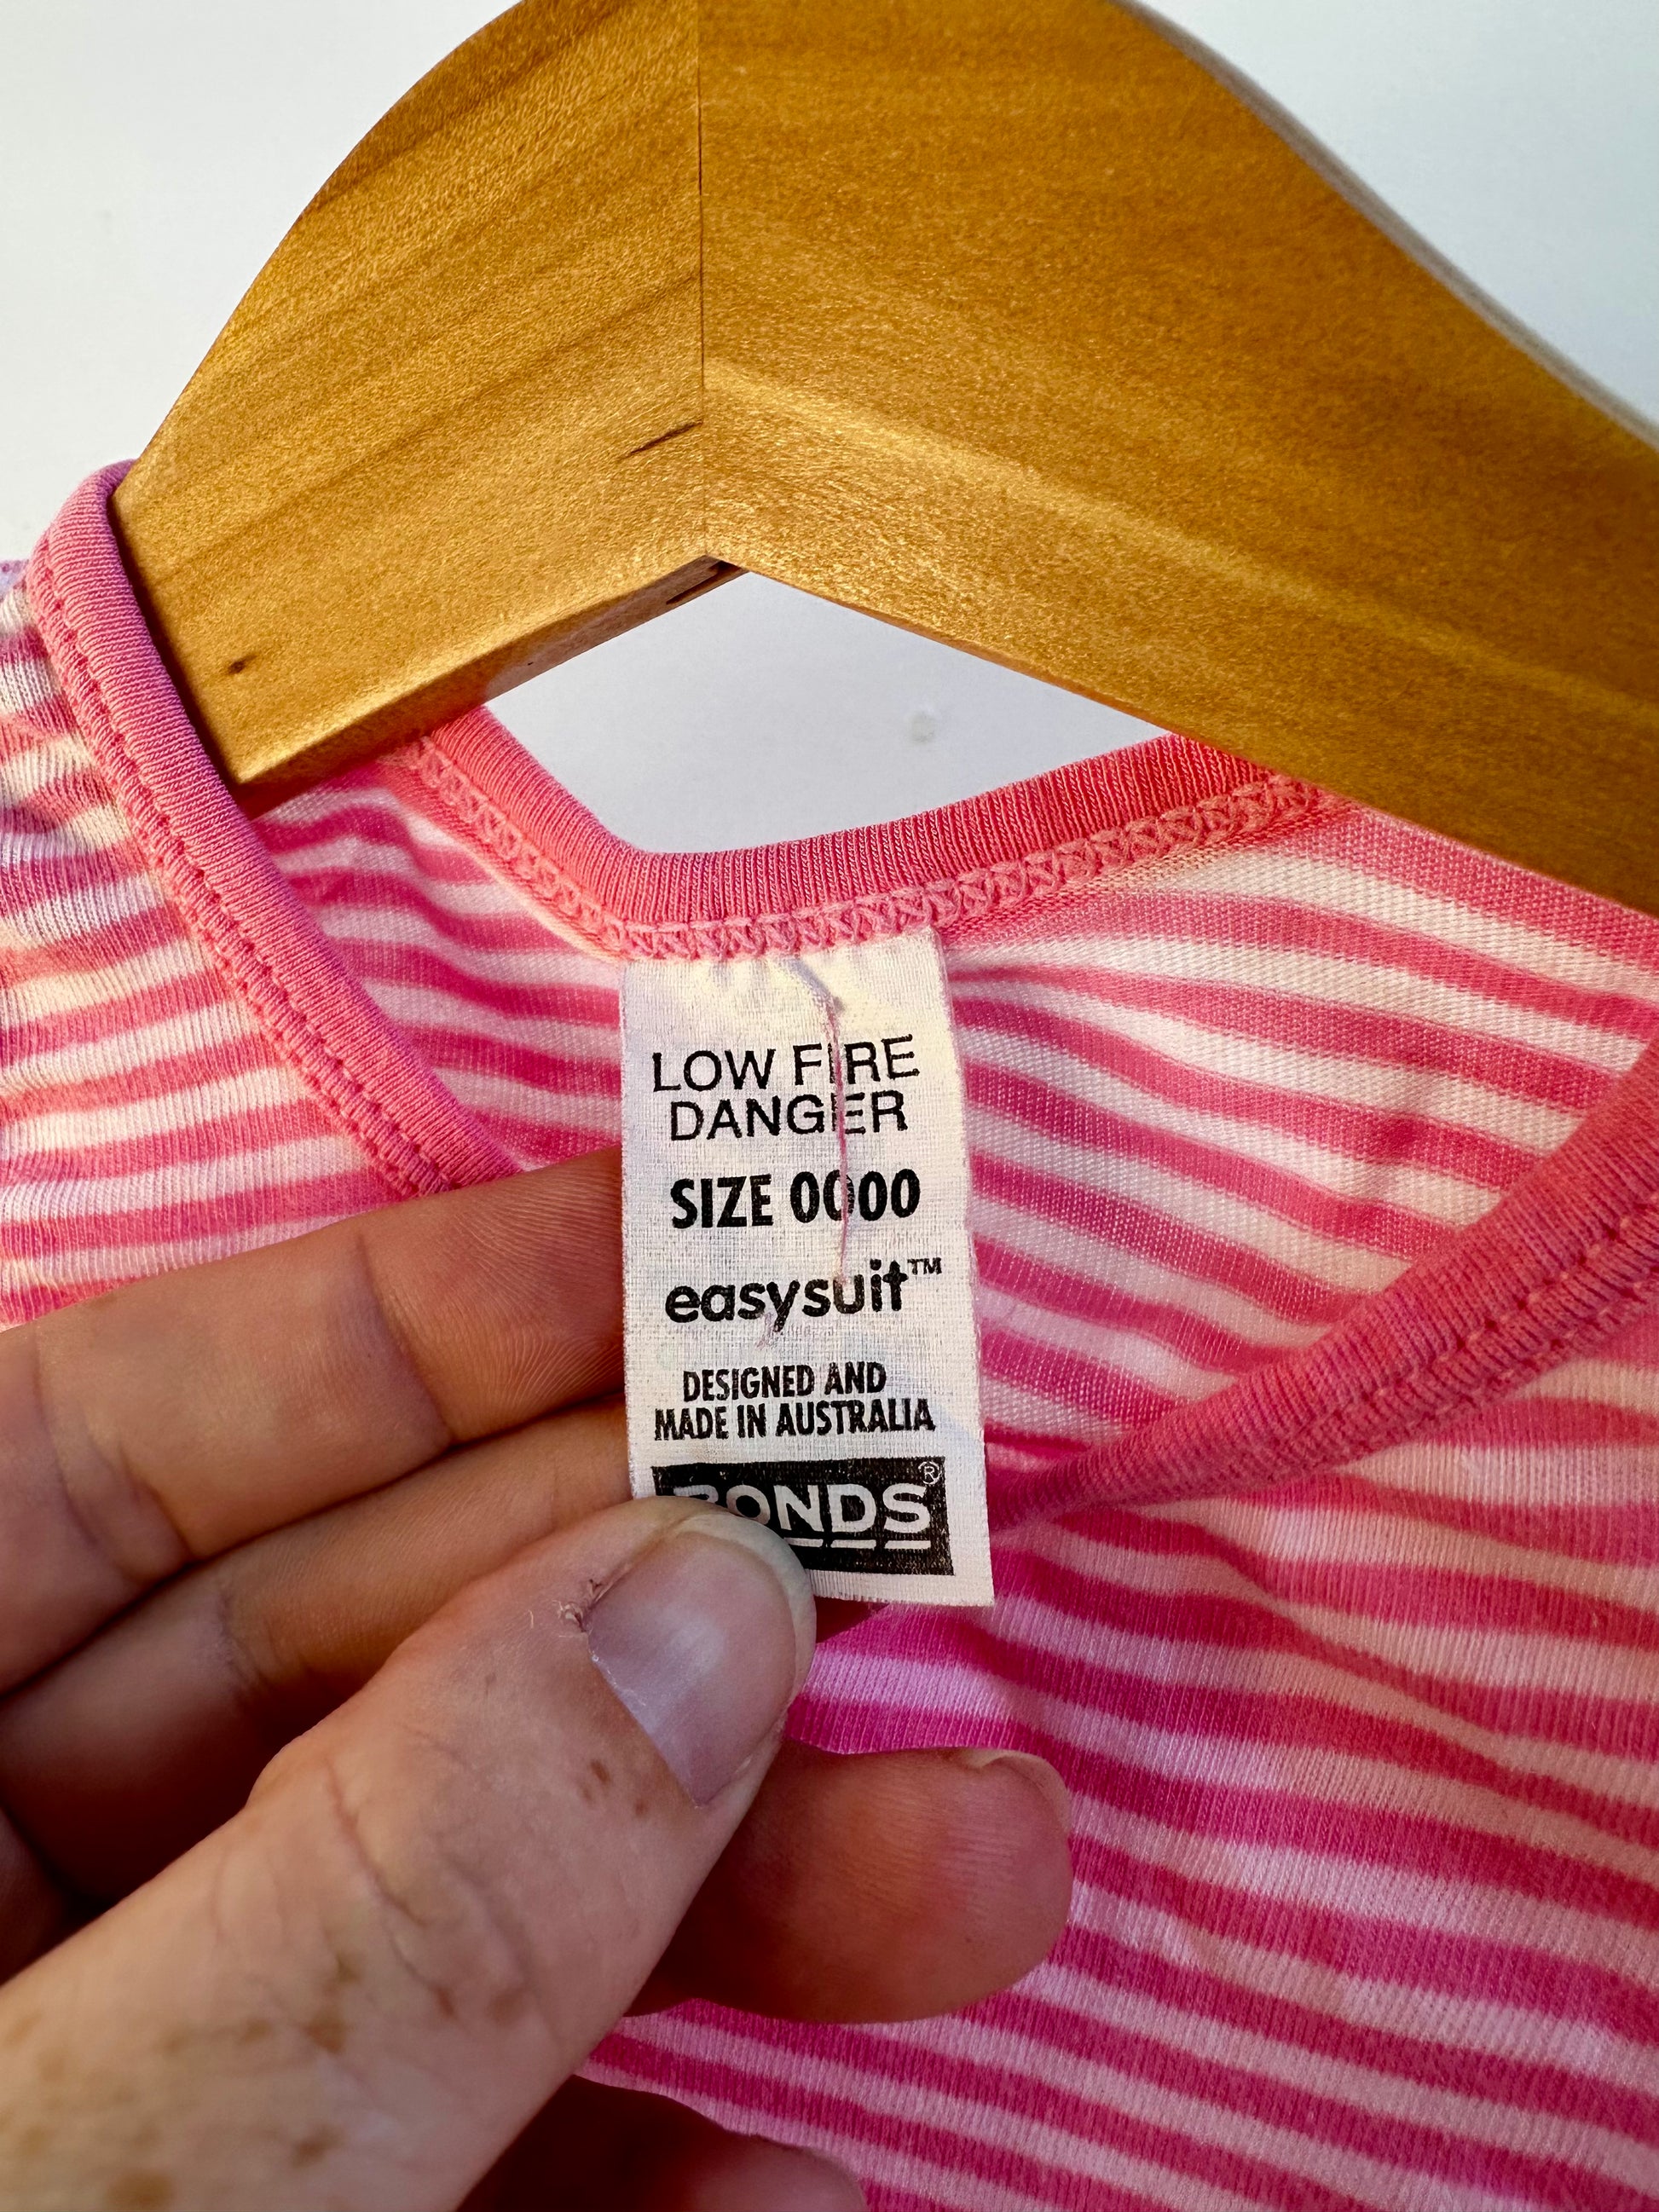 LOW FIRE
DANGER
SIZE 0000
easysuit™
DESIGNED AND
MADE IN AUSTRALIA
BONDS®